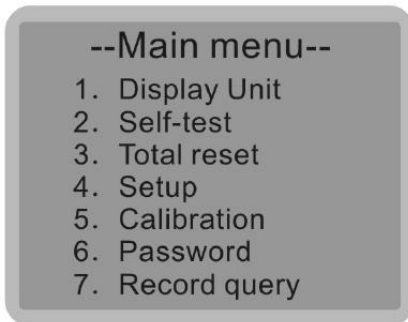 --Main menu--
1. Display Unit
2. Self-test
3. Total reset
4. Setup
5. Calibration
6. Password
7. Record query